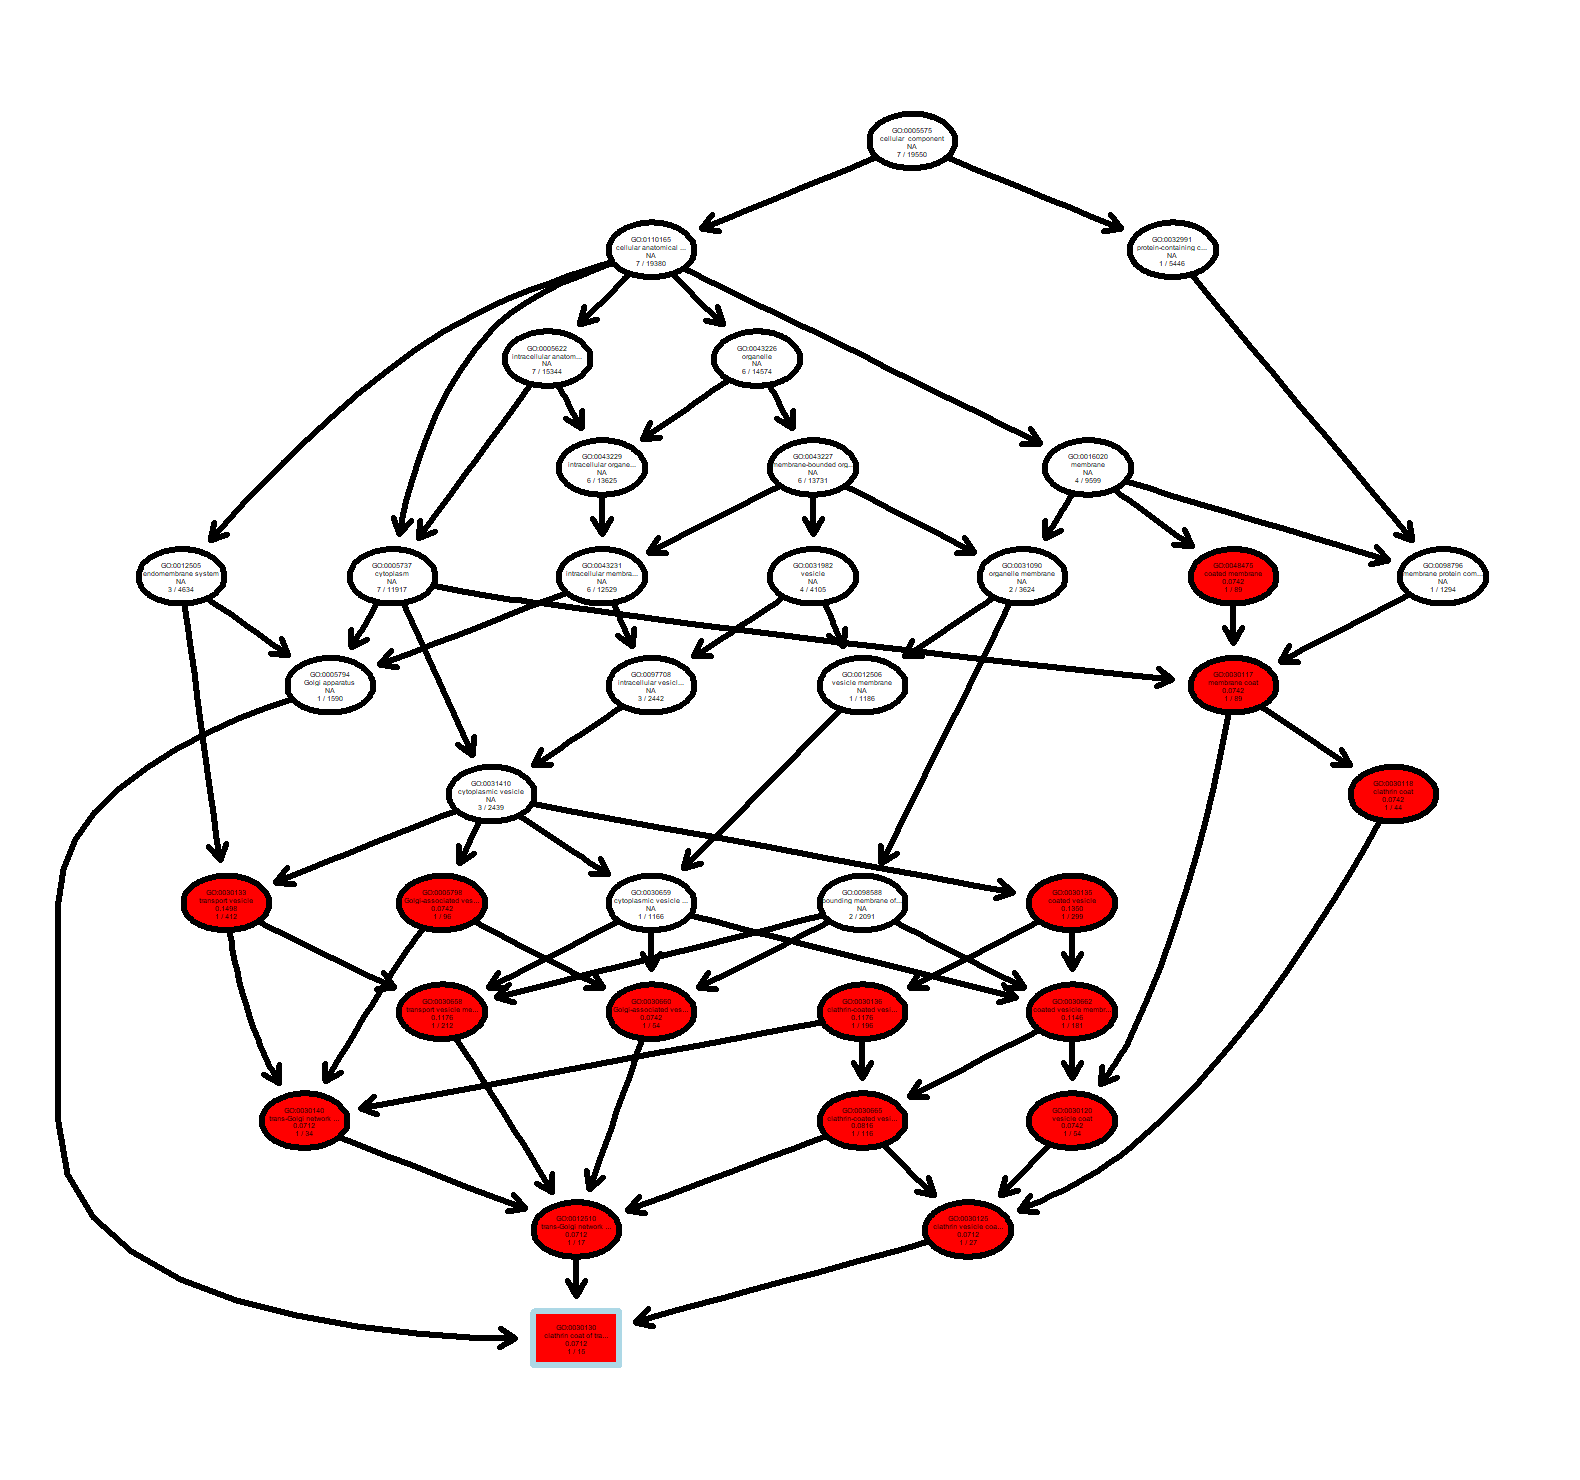 GO:0005575
cellular_component
NA
7 / 19550
GO:0110165
cellular anatomical ...
NA
7 / 19380
GO:0032991
protein-containing c...
NA
1 / 5446
GO:0005622
intracellular anatom...
NA
7 / 15344
GO:0043226
organelle
NA
6 / 14574
GO:0043229
intracellular organe...
NA
6 / 13625
GO:0043227
membrane-bounded org...
NA
6 / 13731
GO:0016020
membrane
NA
4 / 9599
GO:0012505
endomembrane system
NA
3 / 4634
GO:0005737
cytoplasm
NA
7 / 11917
GO:0043231
intracellular membra...
NA
6 / 12529
GO:0031982
vesicle
NA
4 / 4105
GO:0031090
organelle membrane
NA
2 / 3624
GO:0048475
coated membrane
0.0742
1 / 89
GO:0098796
membrane protein com...
NA
1 / 1294
GO:0005794
Golgi apparatus
NA
1 / 1590
GO:0097708
intracellular vesicl...
NA
3 / 2442
GO:0012506
vesicle membrane
NA
1 / 1186
GO:0030117
membrane coat
0.0742
1 / 89
GO:0031410
cytoplasmic vesicle
NA
3 / 2439
GO:0030118
clathrin coat
0.0742
1 / 44
GO:0030133
transport vesicle
0.1498
1 / 412
GO:0005798
Golgi-associated ves...
0.0742
1 / 96
GO:0030659
cytoplasmic vesicle ...
NA
1 / 1166
GO:0098588
bounding membrane of...
NA
2 / 2091
GO:0030135
coated vesicle
1 / 299
GO:0030658
transport vesicle me...
0.1176
1 / 212
GO:0030660
Golgi-associated ves...
0.0742
1 / 54
GO:0030136
clathrin-coated vesi...
0.1176
1 / 196
GO:0030662
coated vesicle membr...
0.1146
1 / 181
GO:0030140
trans-Golgi network ...
0.0712
1 / 34
GO:0030665
clathrin-coated vesi...
0.0816
1 / 116
GO:0030120
vesicle coat
0.0742
1 / 54
GO:0012510
trans-Golgi network ...
0.0712
1 / 17
GO:0030125
clathrin vesicle coa...
0.0712
1 / 27
GO:0030130
clathrin coat of tra...
0.0712
1 / 15